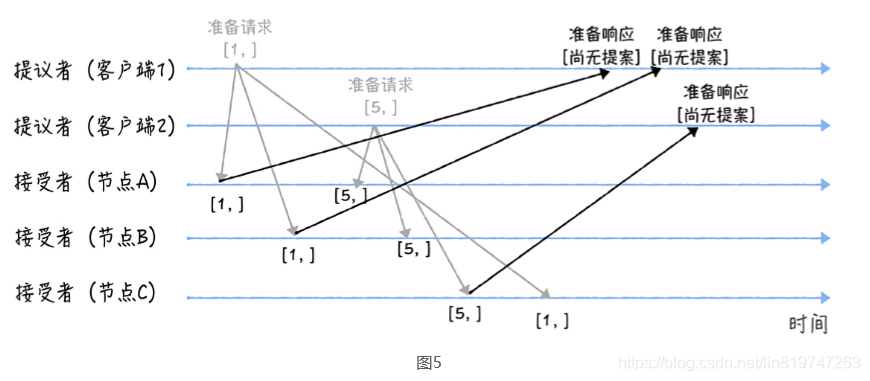 准备请求
[1,]
准备响应
[尚无提案]
准备响应
[尚无提案]
提议者（客户端1）
准备请求
[5,]
准备响应
[尚无提案]
提议者（客户端2）
接受者（节点A）
[1,]
[5,]
接受者（节点B）
[1,]
[5,]
接受者（节点C）
[5,]
[1,]
时间
图5
https://blog.csdn.net/lin819747263